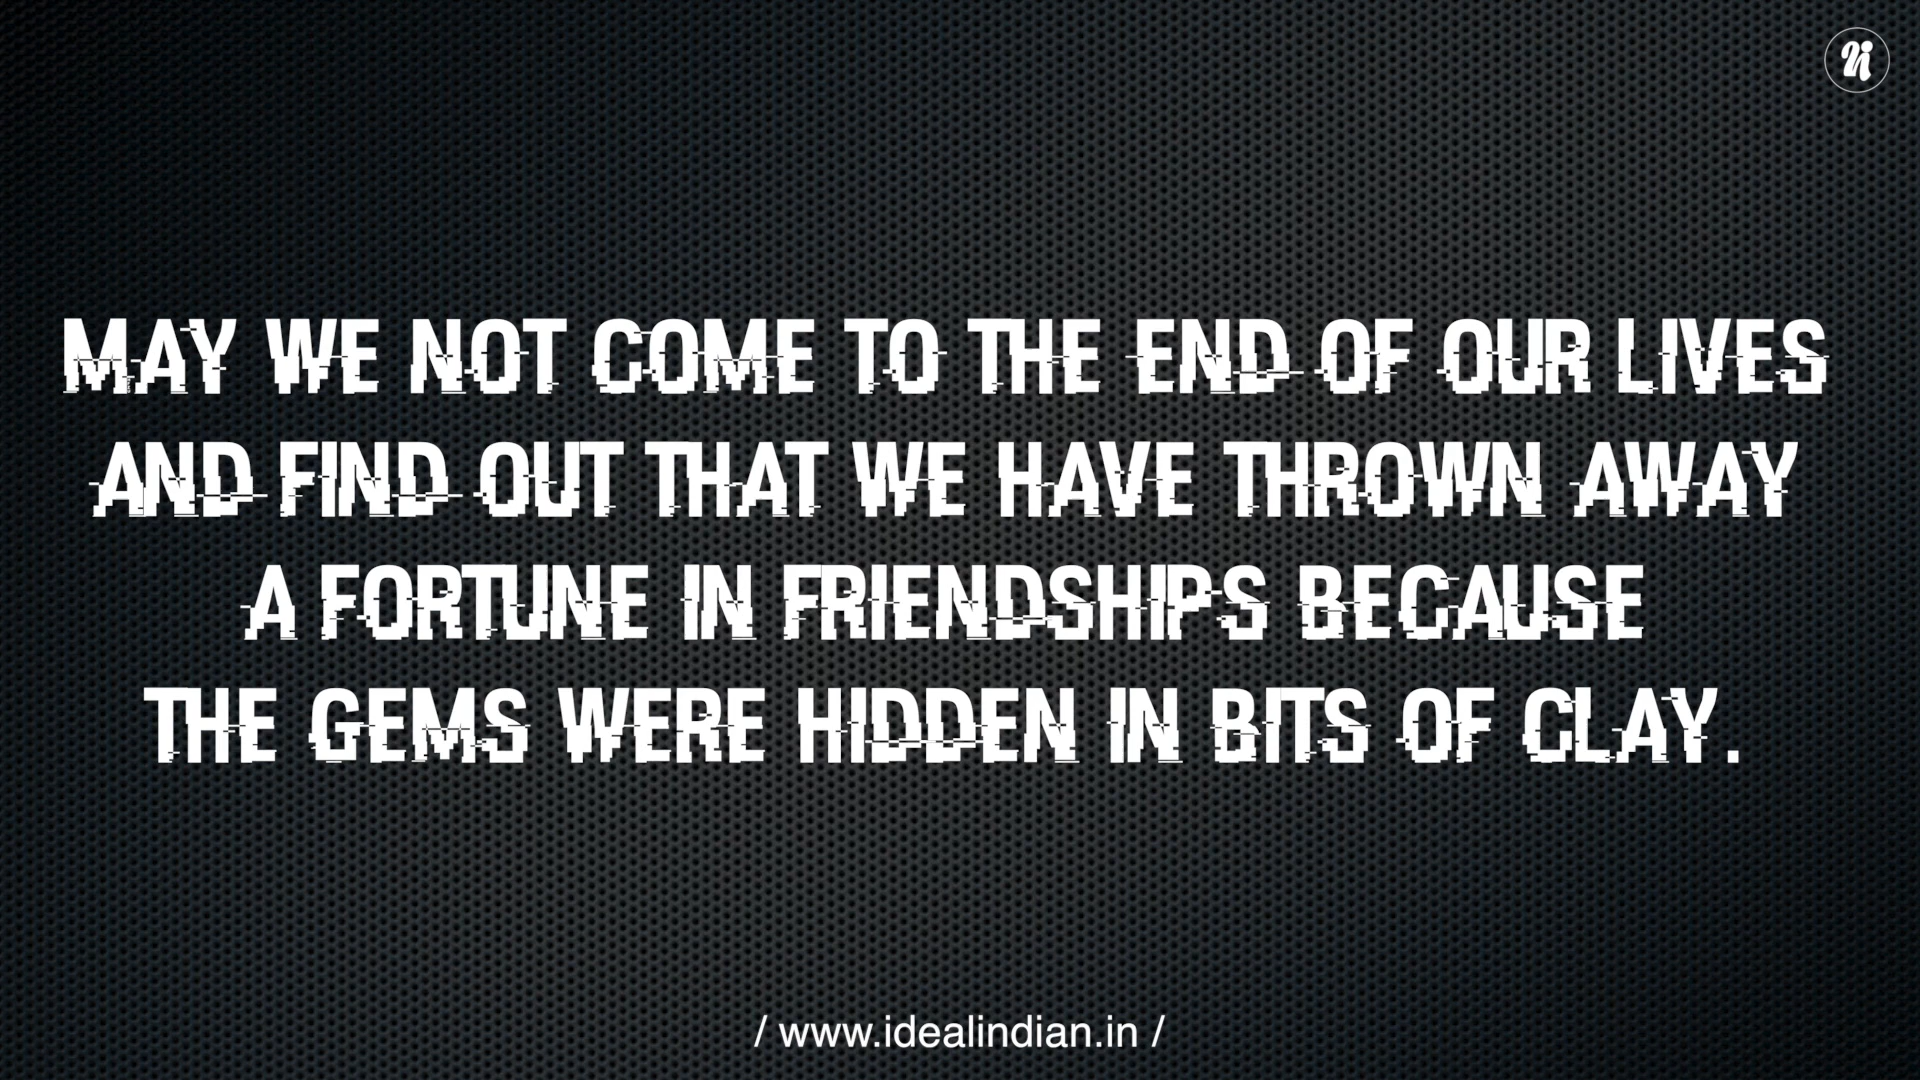 MAY WE NOT COME TO THE END OF OUR LIVES
AND FIND OUT THAT WE HAVE THROWN AWAY
A FORTUNE IN FRIENDSHIPS BECAUSE
THE GEMS WERE HIDDEN IN BITS OF CLAY.
/ www.idealindian.in /